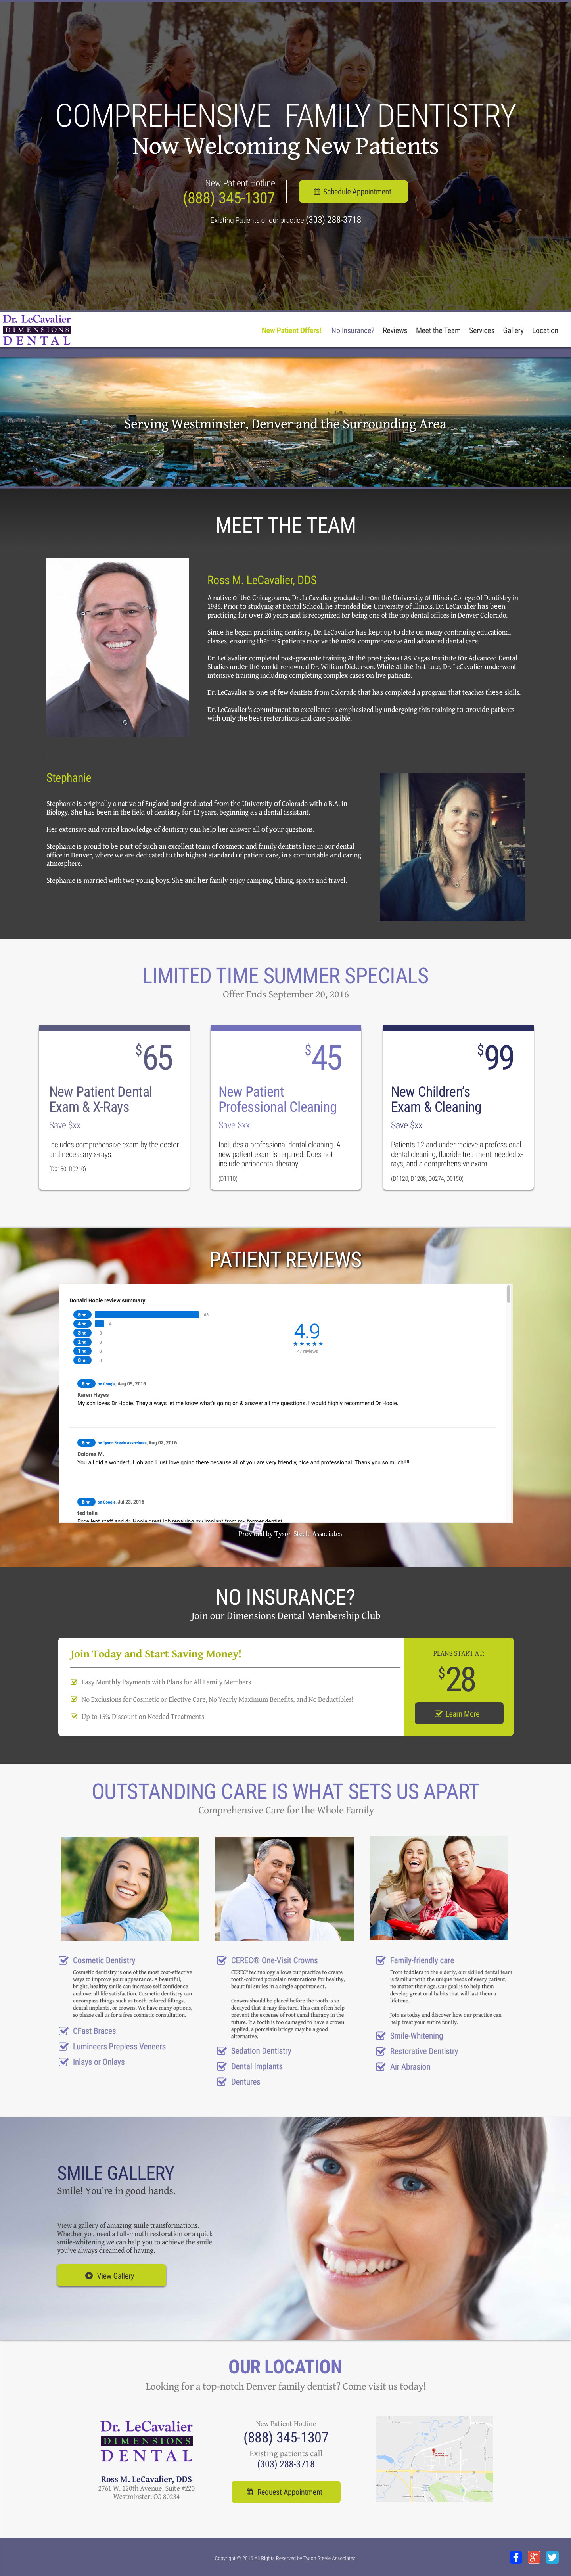 COMPREHENSIVE FAMILY DENTISTRY
Now Welcoming New Patients
New Patient Hotline
(888) 345-1307
Schedule Appointment
Existing Patients of our practice (303) 288-3718
Dr. LeCavalier
DIMENSIONS
DENTAL
New Patient Offers! No Insurance? Reviews Meet the Team Services Gallery Location
Serving Westminster, Denver and the Surrounding Area
MEET THE TEAM
Ross M. LeCavalier, DDS
A native of the Chicago area, Dr. LeCavalier graduated from the University of Illinois College of Dentistry in
1986. Prior to studying at Dental School, he attended the University of Illinois. Dr. LeCavalier has been
practicing for over 20 years and is recognized for being one of the top dental offices in Denver Colorado.
Since he began practicing dentistry, Dr. LeCavalier has kept up to date on many continuing educational
classes, ensuring that his patients receive the most comprehensive and advanced dental care.
Dr. LeCavalier completed post-graduate training at the prestigious Las Vegas Institute for Advanced Dental
Studies under the world-renowned Dr. William Dickerson. While at the Institute, Dr. LeCavalier underwent
intensive training including completing complex cases on live patients.
Dr. LeCavalier is one of few dentists from Colorado that has completed a program that teaches these skills.
Dr. LeCavalier's commitment to excellence is emphasized by undergoing this training to provide patients
with only the best restorations and care possible.
Stephanie
Stephanie is originally a native of England and graduated from the University of Colorado with a B.A. in
Biology. She has been in the field of dentistry for 12 years, beginning as a dental assistant.
Her extensive and varied knowledge of dentistry can help her answer all of your questions.
Stephanie is proud to be part of such an excellent team of cosmetic and family dentists here in our dental
office in Denver, where we are dedicated to the highest standard of patient care, in a comfortable and caring
atmosphere.
Stephanie is married with two young boys. She and her family enjoy camping, biking, sports and travel.
LIMITED TIME SUMMER SPECIALS
Offer Ends September 20, 2016
$65
New Patient Dental
Exam & X-Rays
Save $xx
Includes comprehensive exam by the doctor
and necessary x-rays.
(D0150, D0210)
$45
New Patient
Professional Cleaning
Save $xx
Includes a professional dental cleaning. A
new patient exam is required. Does not
include periodontal therapy.
(D1110)
$99
New Children's
Exam & Cleaning
Save $xx
Patients 12 and under recieve a professional
dental cleaning, fluoride treatment, needed x-
rays, and a comprehensive exam.
(D1120, D1208, D0274, D0150)
PATIENT REVIEWS
Donald Hooie review summary
5 ★ 43
4 ★ 4
3 ★ 0
2 ★ 0
1 ★ 0
0 ★ 0
4.9
★★★★★
47 reviews
5 ★ on Google, Aug 09, 2016
Karen Hayes
My son loves Dr Hooie. They always let me know what's going on & answer all my questions. I would highly recommend Dr Hooie.
5 ★ on Tyson Steele Associates, Aug 02, 2016
Dolores M.
You all did a wonderful job and I just love going there because all of you are very friendly, nice and professional. Thank you so much!!!!
5 ★ on Google, Jul 23, 2016
ted telle
Excellent staff and dr. Hooie great job repairing my implant from my former dentist
Provided by Tyson Steele Associates
NO INSURANCE?
Join our Dimensions Dental Membership Club
Join Today and Start Saving Money!
Easy Monthly Payments with Plans for All Family Members
No Exclusions for Cosmetic or Elective Care, No Yearly Maximum Benefits, and No Deductibles!
Up to 15% Discount on Needed Treatments
PLANS START AT:
$28
Learn More
OUTSTANDING CARE IS WHAT SETS US APART
Comprehensive Care for the Whole Family
Cosmetic Dentistry
Cosmetic dentistry is one of the most cost-effective
ways to improve your appearance. A beautiful,
bright, healthy smile can increase self confidence
and overall life satisfaction. Cosmetic dentistry can
encompass things such as tooth-colored fillings,
dental implants, or crowns. We have many options,
so please call us for a free cosmetic consultation.
CFast Braces
Lumineers Prepless Veneers
Inlays or Onlays
CEREC® One-Visit Crowns
CEREC® technology allows our practice to create
tooth-colored porcelain restorations for healthy,
beautiful smiles in a single appointment.
Crowns should be placed before the tooth is so
decayed that it may fracture. This can often help
prevent the expense of root canal therapy in the
future. If a tooth is too damaged to have a crown
applied, a porcelain bridge may be a good
alternative.
Sedation Dentistry
Dental Implants
Dentures
Family-friendly care
From toddlers to the elderly, our skilled dental team
is familiar with the unique needs of every patient,
no matter their age. Our goal is to help them
develop great oral habits that will last them a
lifetime.
Join us today and discover how our practice can
help treat your entire family.
Smile-Whitening
Restorative Dentistry
Air Abrasion
SMILE GALLERY
Smile! You're in good hands.
View a gallery of amazing smile transformations.
Whether you need a full-mouth restoration or a quick
smile-whitening we can help you to achieve the smile
you've always dreamed of having.
View Gallery
OUR LOCATION
Looking for a top-notch Denver family dentist? Come visit us today!
Dr. LeCavalier
DIMENSIONS
DENTAL
Ross M. LeCavalier, DDS
2761 W. 120th Avenue, Suite #220
Westminster, CO 80234
New Patient Hotline
(888) 345-1307
Existing patients call
(303) 288-3718
Request Appointment
Copyright © 2016 All Rights Reserved by Tyson Steele Associates